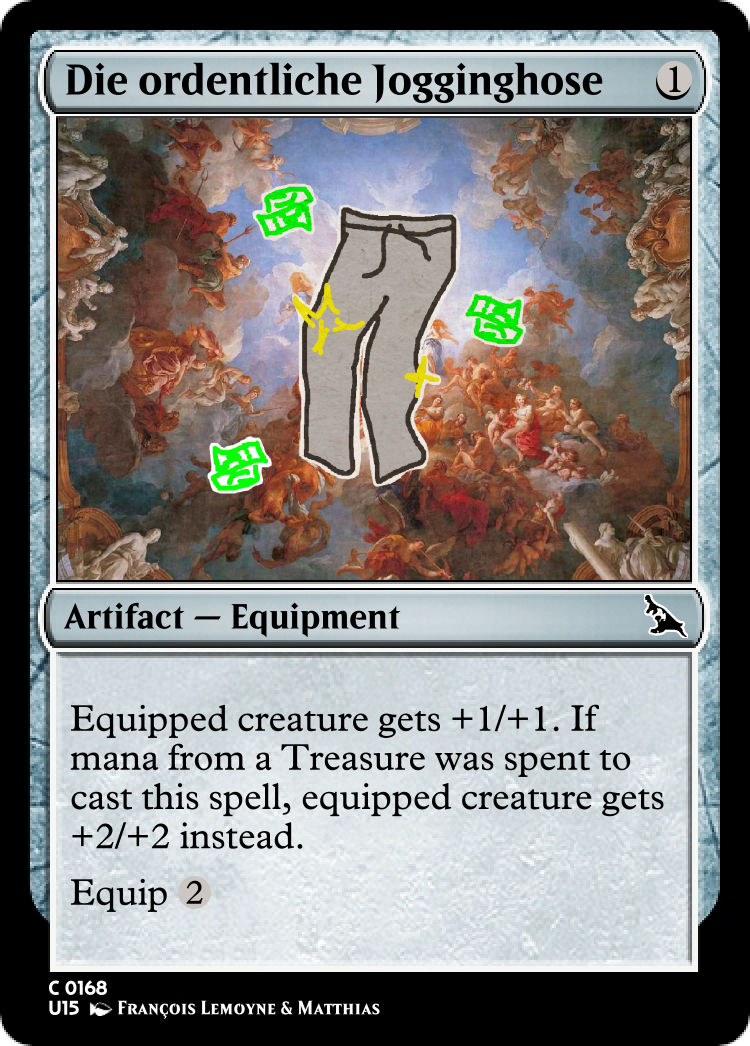 Die ordentliche Jogginghose 1
Artifact — Equipment
Equipped creature gets +1/+1. If
mana from a Treasure was spent to
cast this spell, equipped creature gets
+2/+2 instead.
Equip 2
C 0168
U15 François Lemoyne & Matthias